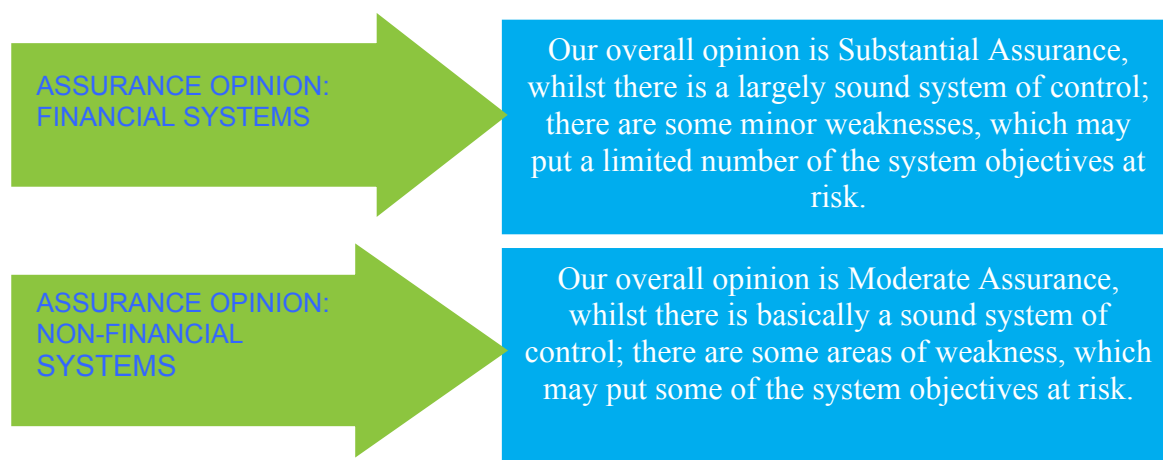 ASSURANCE OPINION:
FINANCIAL SYSTEMS
Our overall opinion is Substantial Assurance,
whilst there is a largely sound system of control;
there are some minor weaknesses, which may
put a limited number of the system objectives at
risk.
ASSURANCE OPINION:
NON-FINANCIAL
SYSTEMS
Our overall opinion is Moderate Assurance,
whilst there is basically a sound system of
control; there are some areas of weakness, which
may put some of the system objectives at risk.